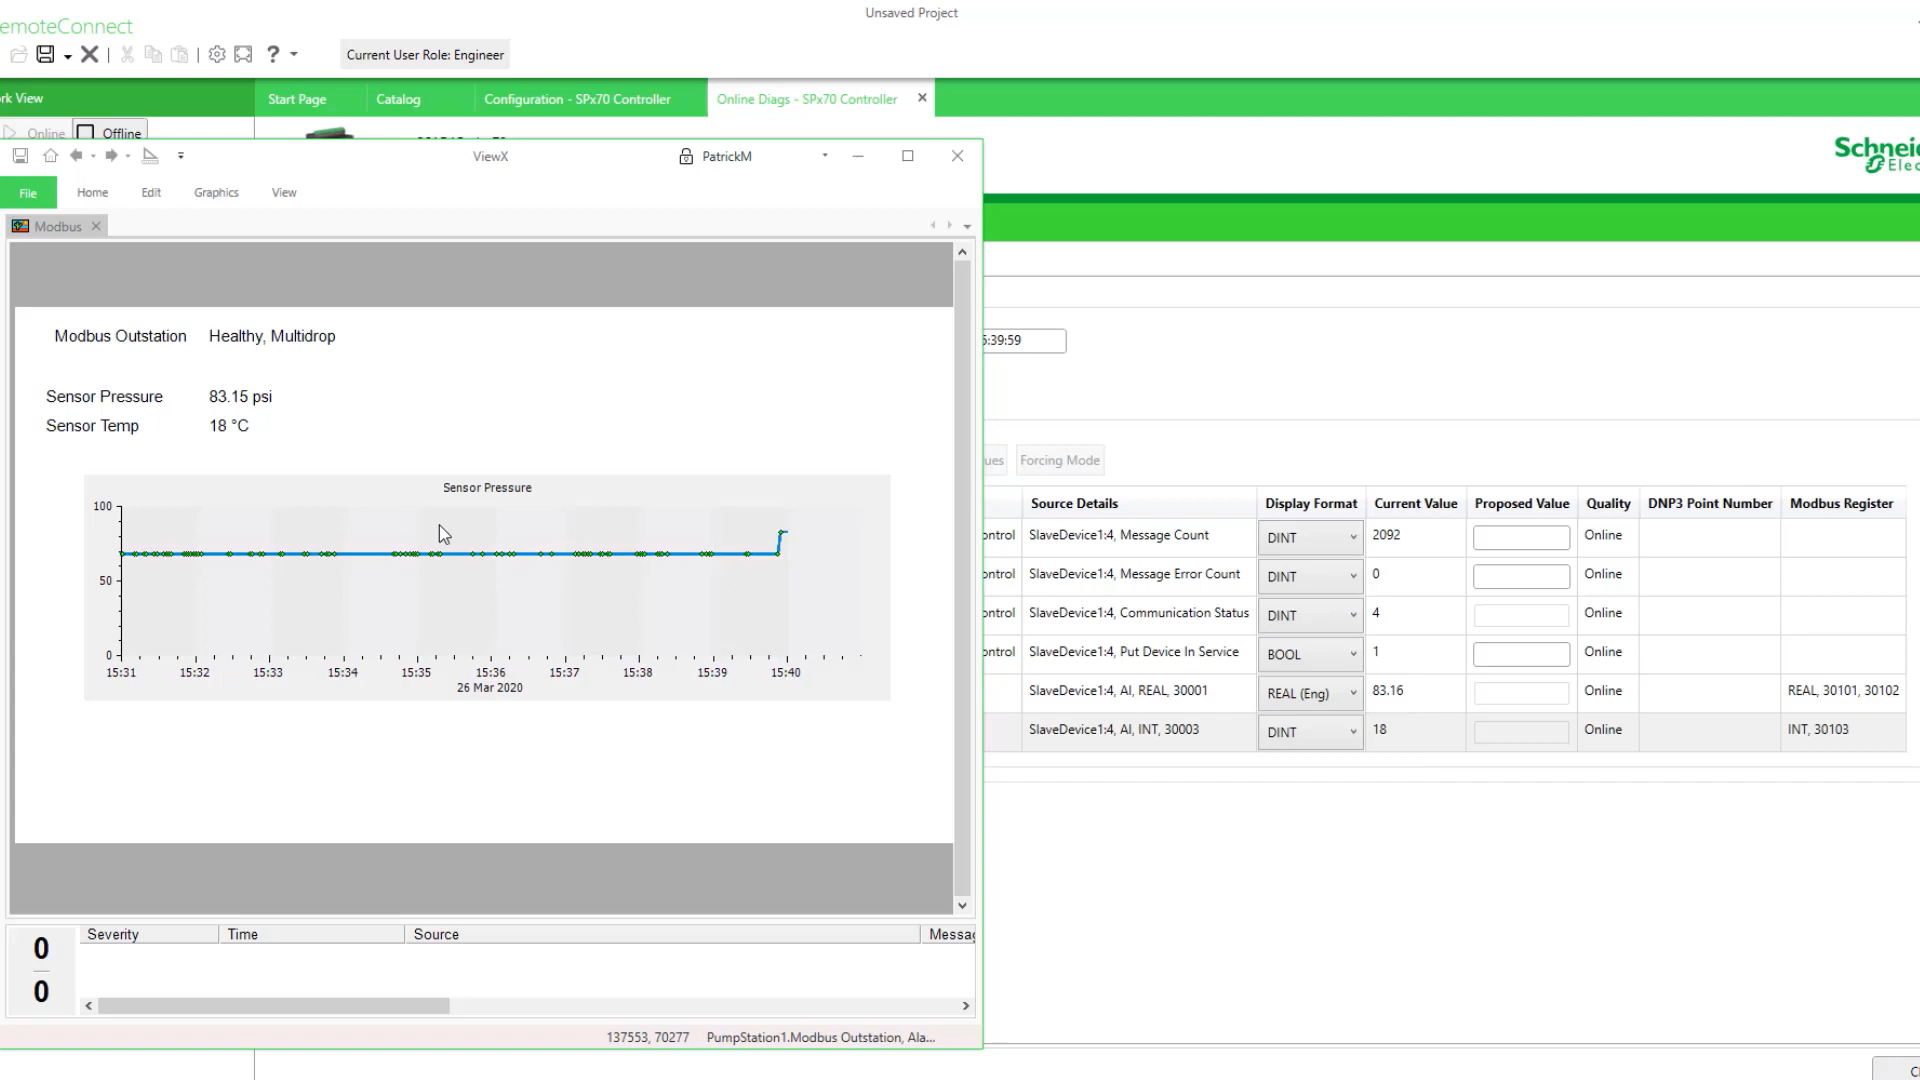 Unsaved Project
emoteConnect
Current User Role: Engineer
rk View
Start Page
Catalog
Configuration - SPx70 Controller
Online Diags - SPx70 Controller
Online
Offline
Schnei
Elec
ViewX
PatrickM
File
Home
Edit
Graphics
View
Modbus
Modbus Outstation Healthy, Multidrop
Sensor Pressure 83.15 psi
Sensor Temp 18 °C
Sensor Pressure
100
50
0
15:31 15:32 15:33 15:34 15:35 15:36 15:37 15:38 15:39 15:40
26 Mar 2020
Severity Time Source Messag
0
0
137553, 70277 PumpStation1.Modbus Outstation, Ala...
5:39:59
ues
Forcing Mode
Source Details Display Format Current Value Proposed Value Quality DNP3 Point Number Modbus Register
ontrol SlaveDevice1:4, Message Count DINT 2092 Online
ontrol SlaveDevice1:4, Message Error Count DINT 0 Online
ontrol SlaveDevice1:4, Communication Status DINT 4 Online
ontrol SlaveDevice1:4, Put Device In Service BOOL 1 Online
SlaveDevice1:4, AI, REAL, 30001 REAL (Eng) 83.16 Online REAL, 30101, 30102
SlaveDevice1:4, AI, INT, 30003 DINT 18 Online INT, 30103